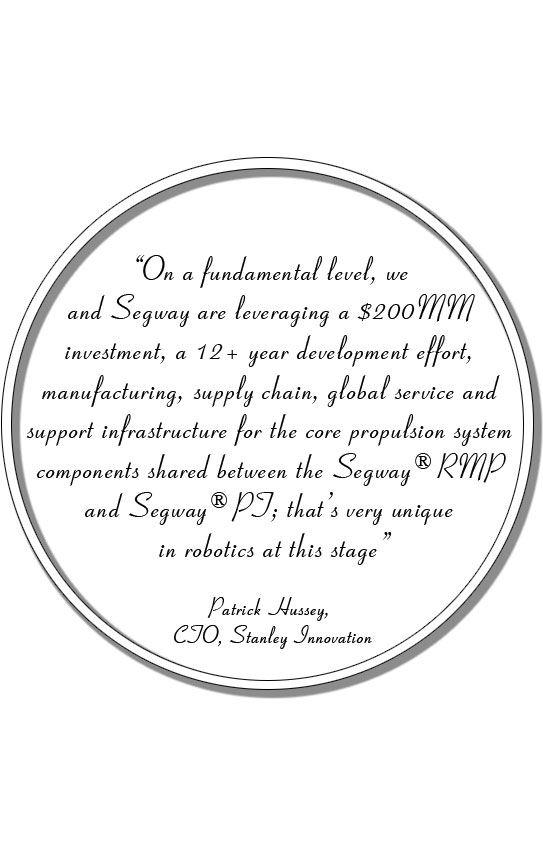 “On a fundamental level, we
and Segway are leveraging a $200MM
investment, a 12+ year development effort,
manufacturing, supply chain, global service and
support infrastructure for the core propulsion system
components shared between the Segway® RMP
and Segway® PT; that’s very unique
in robotics at this stage”
Patrick Hussey,
CTO, Stanley Innovation